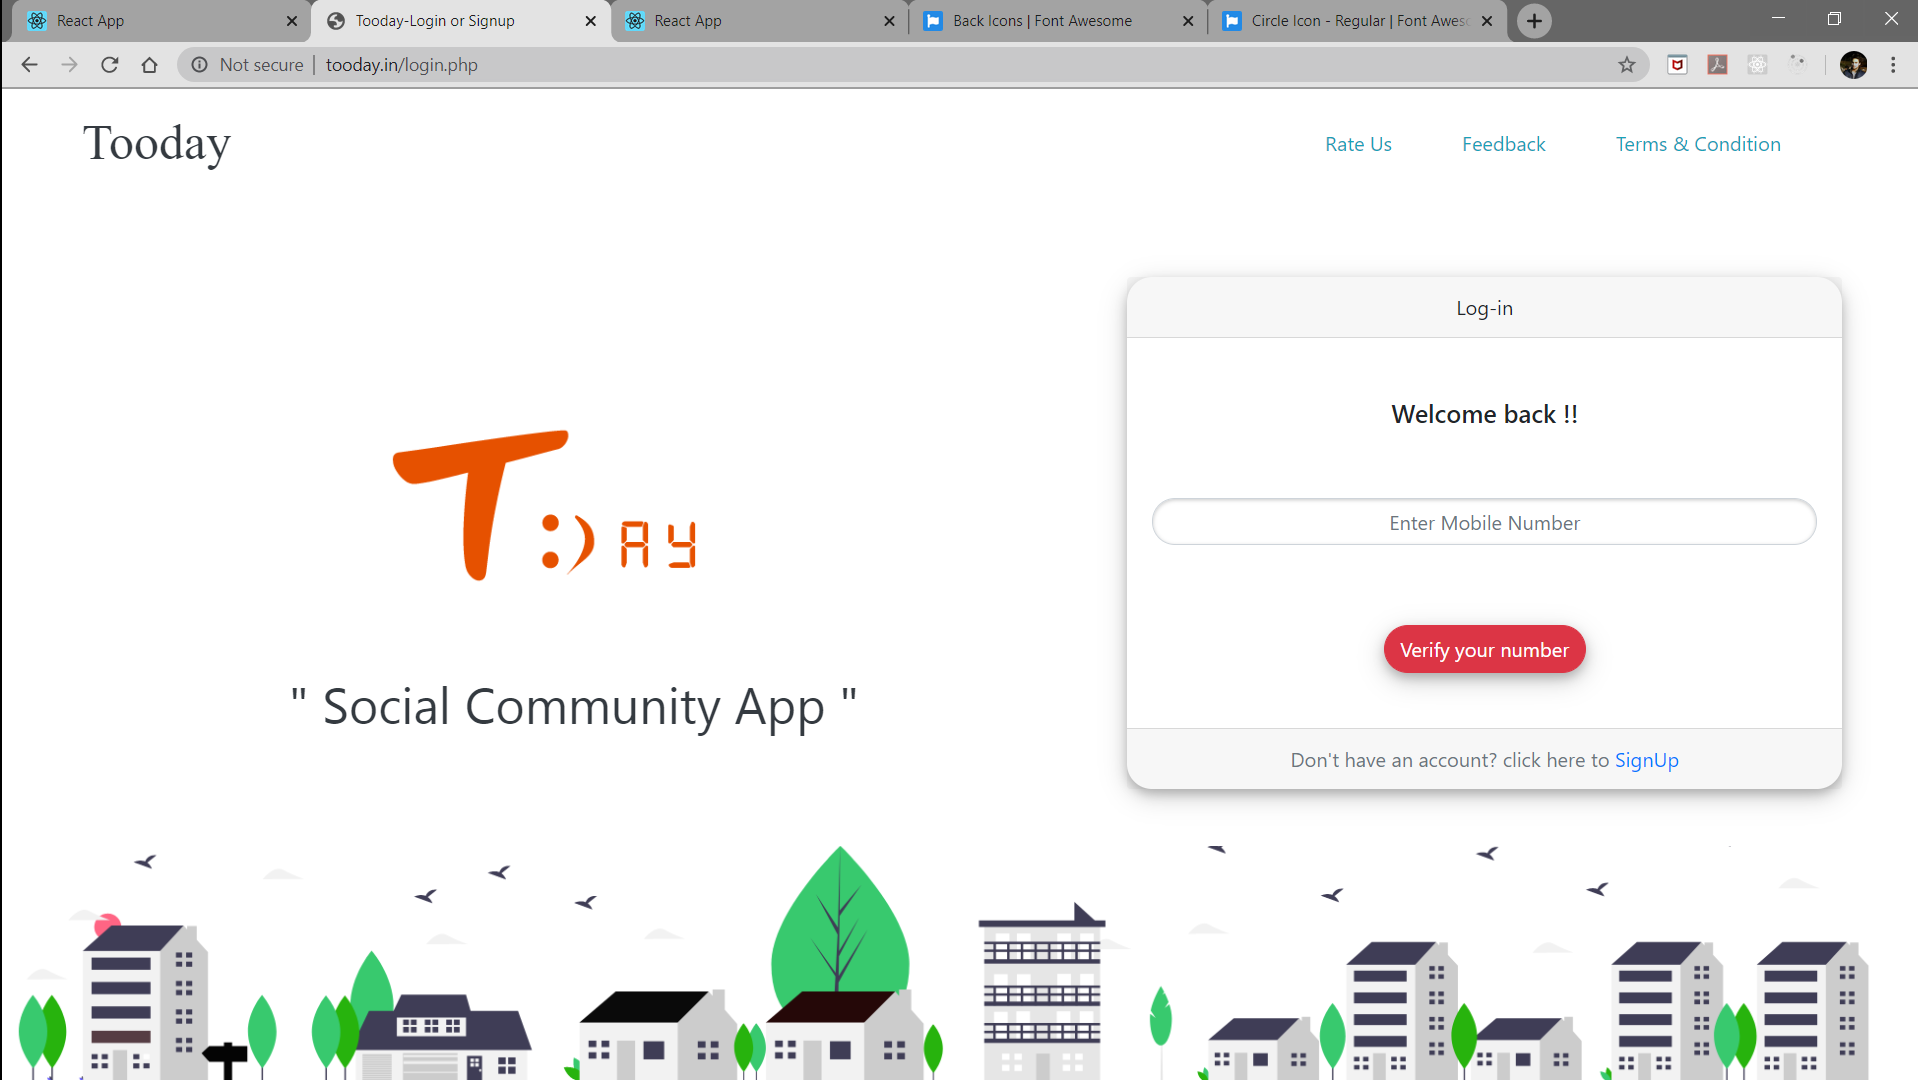 React App
Tooday-Login or Signup
React App
Back Icons | Font Awesome
Circle Icon - Regular | Font Awesc
Not secure | tooday.in/login.php
Tooday
Rate Us
Feedback
Terms & Condition
Log-in
Welcome back !!
Enter Mobile Number
T:) AY
Verify your number
" Social Community App "
Don't have an account? click here to SignUp